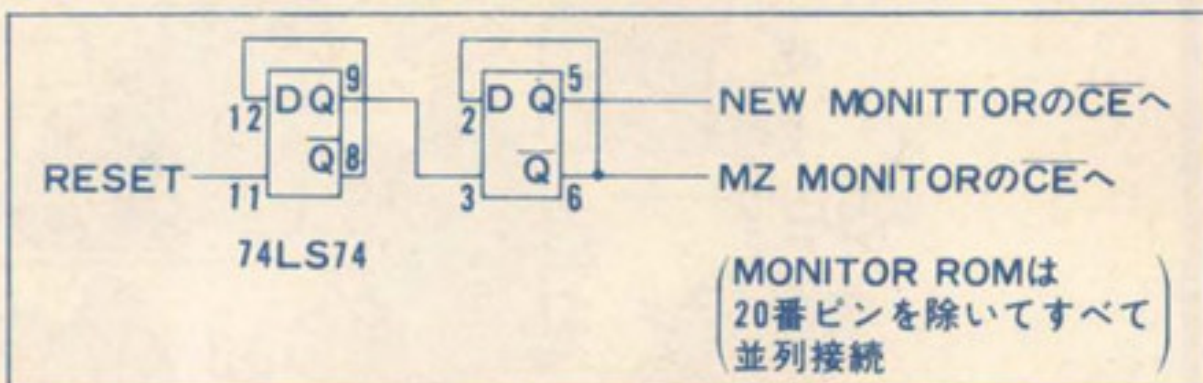 12 D Q 9
Q̅ 8
RESET 11
74LS74
2 D Q 5
3 Q̅ 6
NEW MONITTORのC̅E̅へ
MZ MONITORのC̅E̅へ
(MONITOR ROMは
20番ピンを除いてすべて
並列接続)